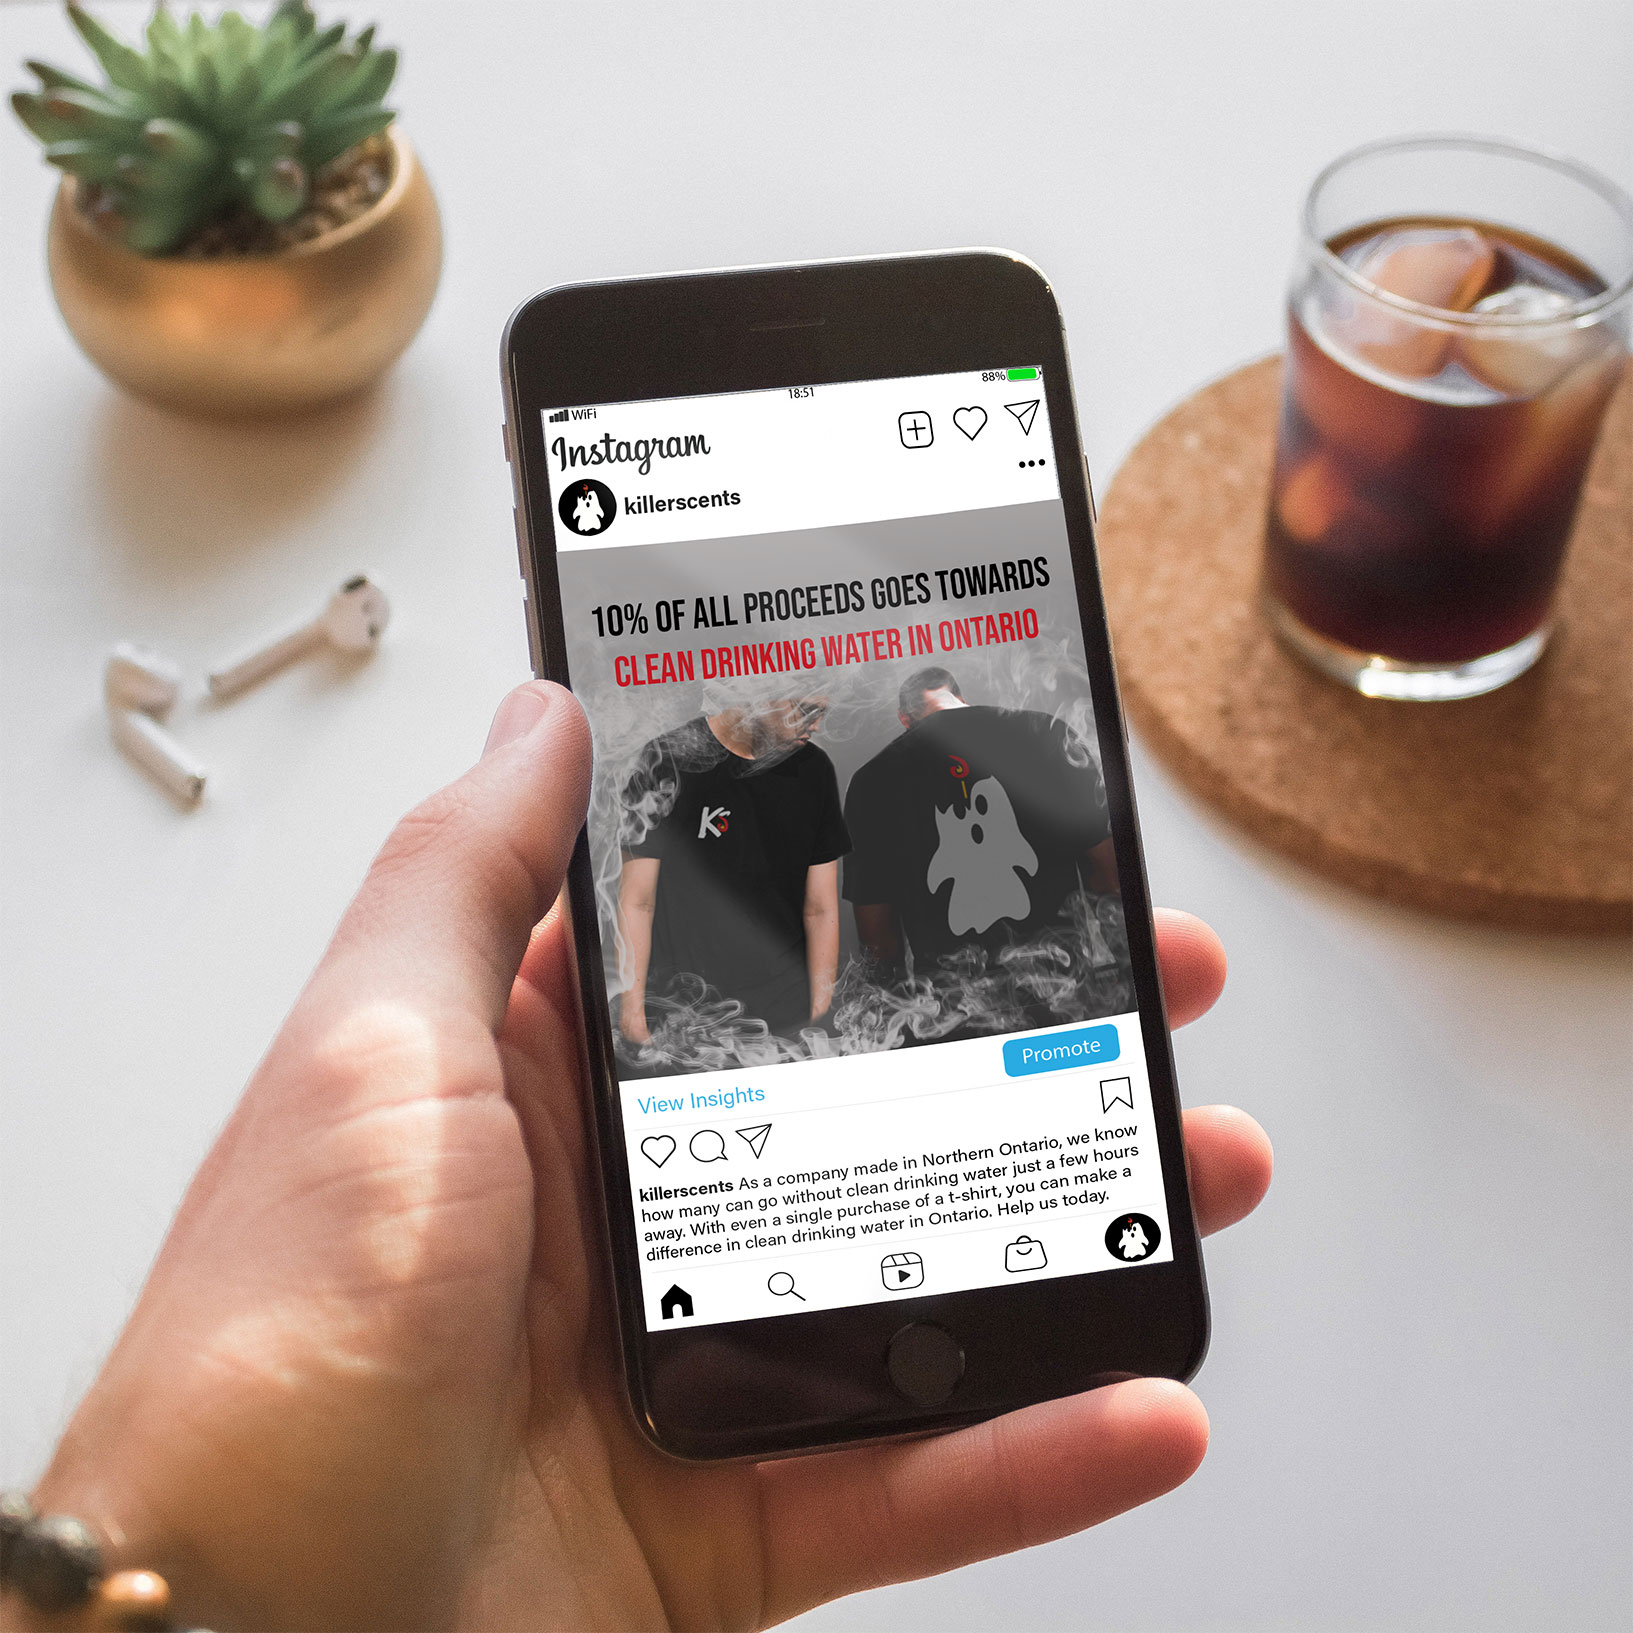 WiFi 18:51 88%
Instagram
killerscents
10% OF ALL PROCEEDS GOES TOWARDS
CLEAN DRINKING WATER IN ONTARIO
KS
Promote
View Insights
killerscents As a company made in Northern Ontario, we know
how many can go without clean drinking water just a few hours
away. With even a single purchase of a t-shirt, you can make a
difference in clean drinking water in Ontario. Help us today.